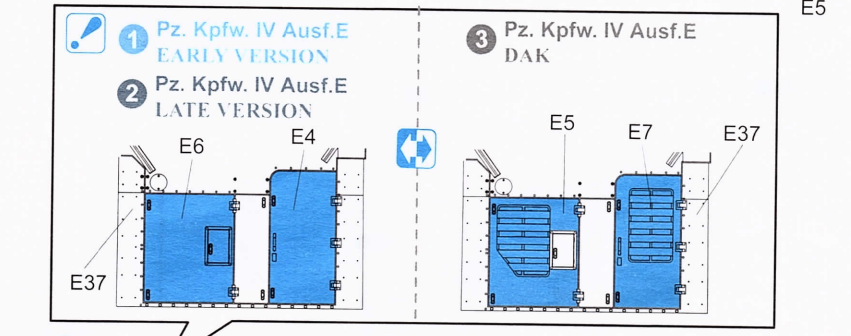 E5
1 Pz. Kpfw. IV Ausf.E
EARLY VERSION
2 Pz. Kpfw. IV Ausf.E
LATE VERSION
E6
E4
E37
3 Pz. Kpfw. IV Ausf.E
DAK
E5
E7
E37